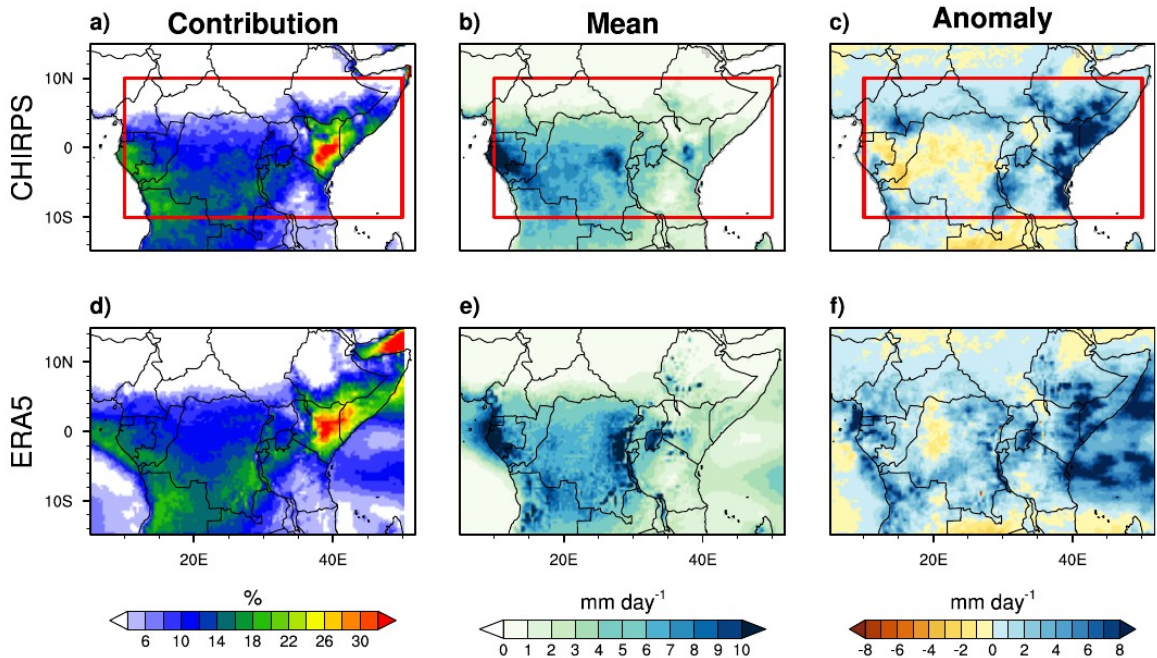 a) Contribution b) Mean c) Anomaly
CHIRPS
10N
0
10S
d) e) f)
ERA5
10N
0
10S
20E 40E 20E 40E 20E 40E
% mm day-1 mm day-1
6 10 14 18 22 26 30 0 1 2 3 4 5 6 7 8 9 10 -8 -6 -4 -2 0 2 4 6 8